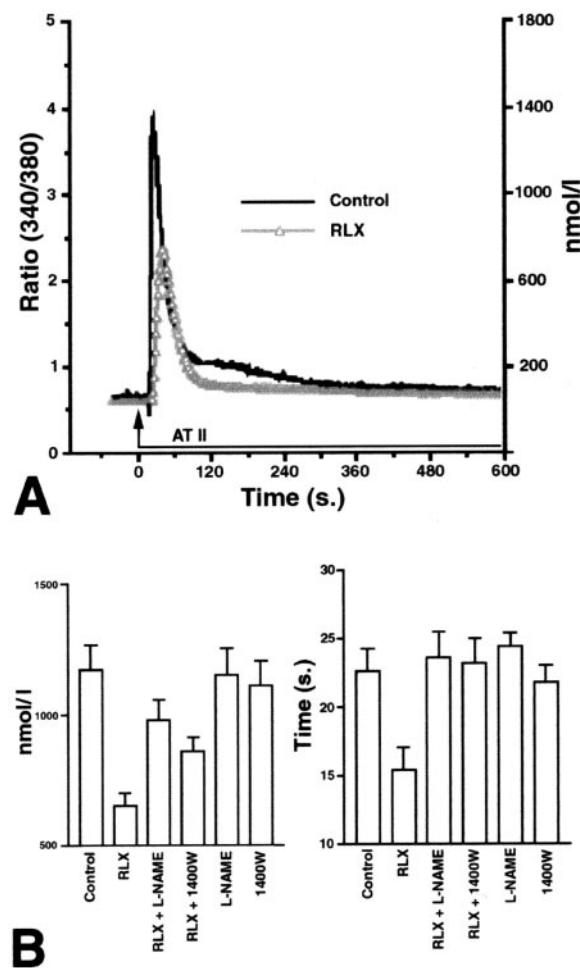 5
4
3
2
1
0
Ratio (340/380)
1800
1400
1000
600
200
nmol/l
Control
RLX
AT II
0
120
240
360
480
600
Time (s.)
A
1500
1000
500
nmol/l
Control
RLX
RLX + L-NAME
RLX + 1400W
L-NAME
1400W
30
25
20
15
10
Time (s.)
Control
RLX
RLX + L-NAME
RLX + 1400W
L-NAME
1400W
B